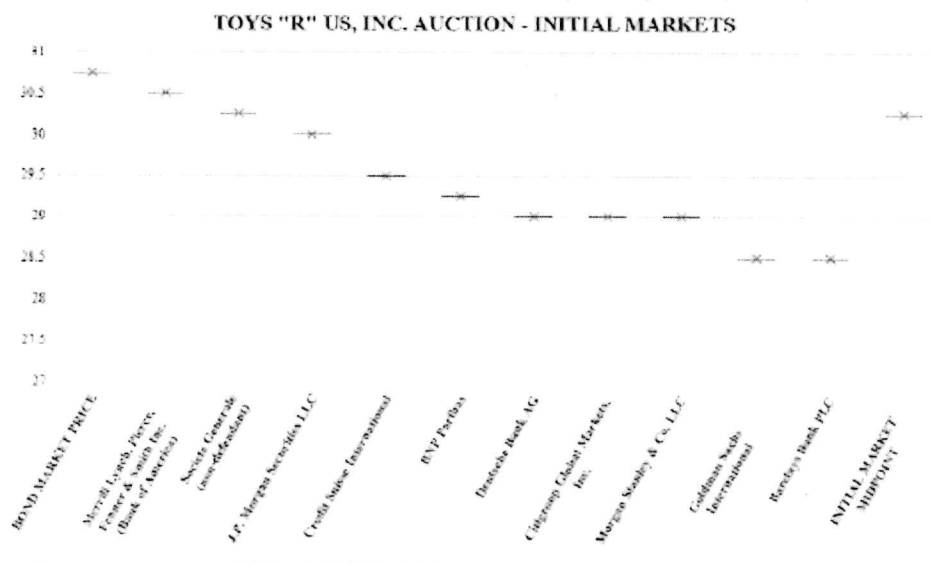 TOYS "R" US, INC. AUCTION - INITIAL MARKETS
31
30.5
30
29.5
29
28.5
28
27.5
27
BOND MARKET PRICE
Merrill Lynch, Pierce,
Fenner & Smith Inc.
(Bank of America)
Societe Generale
(non-defendant)
J.P. Morgan Securities LLC
Credit Suisse International
BNP Paribas
Deutsche Bank AG
Citigroup Global Markets,
Inc.
Morgan Stanley & Co. LLC
Goldman Sachs
International
Barclays Bank PLC
INITIAL MARKET
MIDPOINT